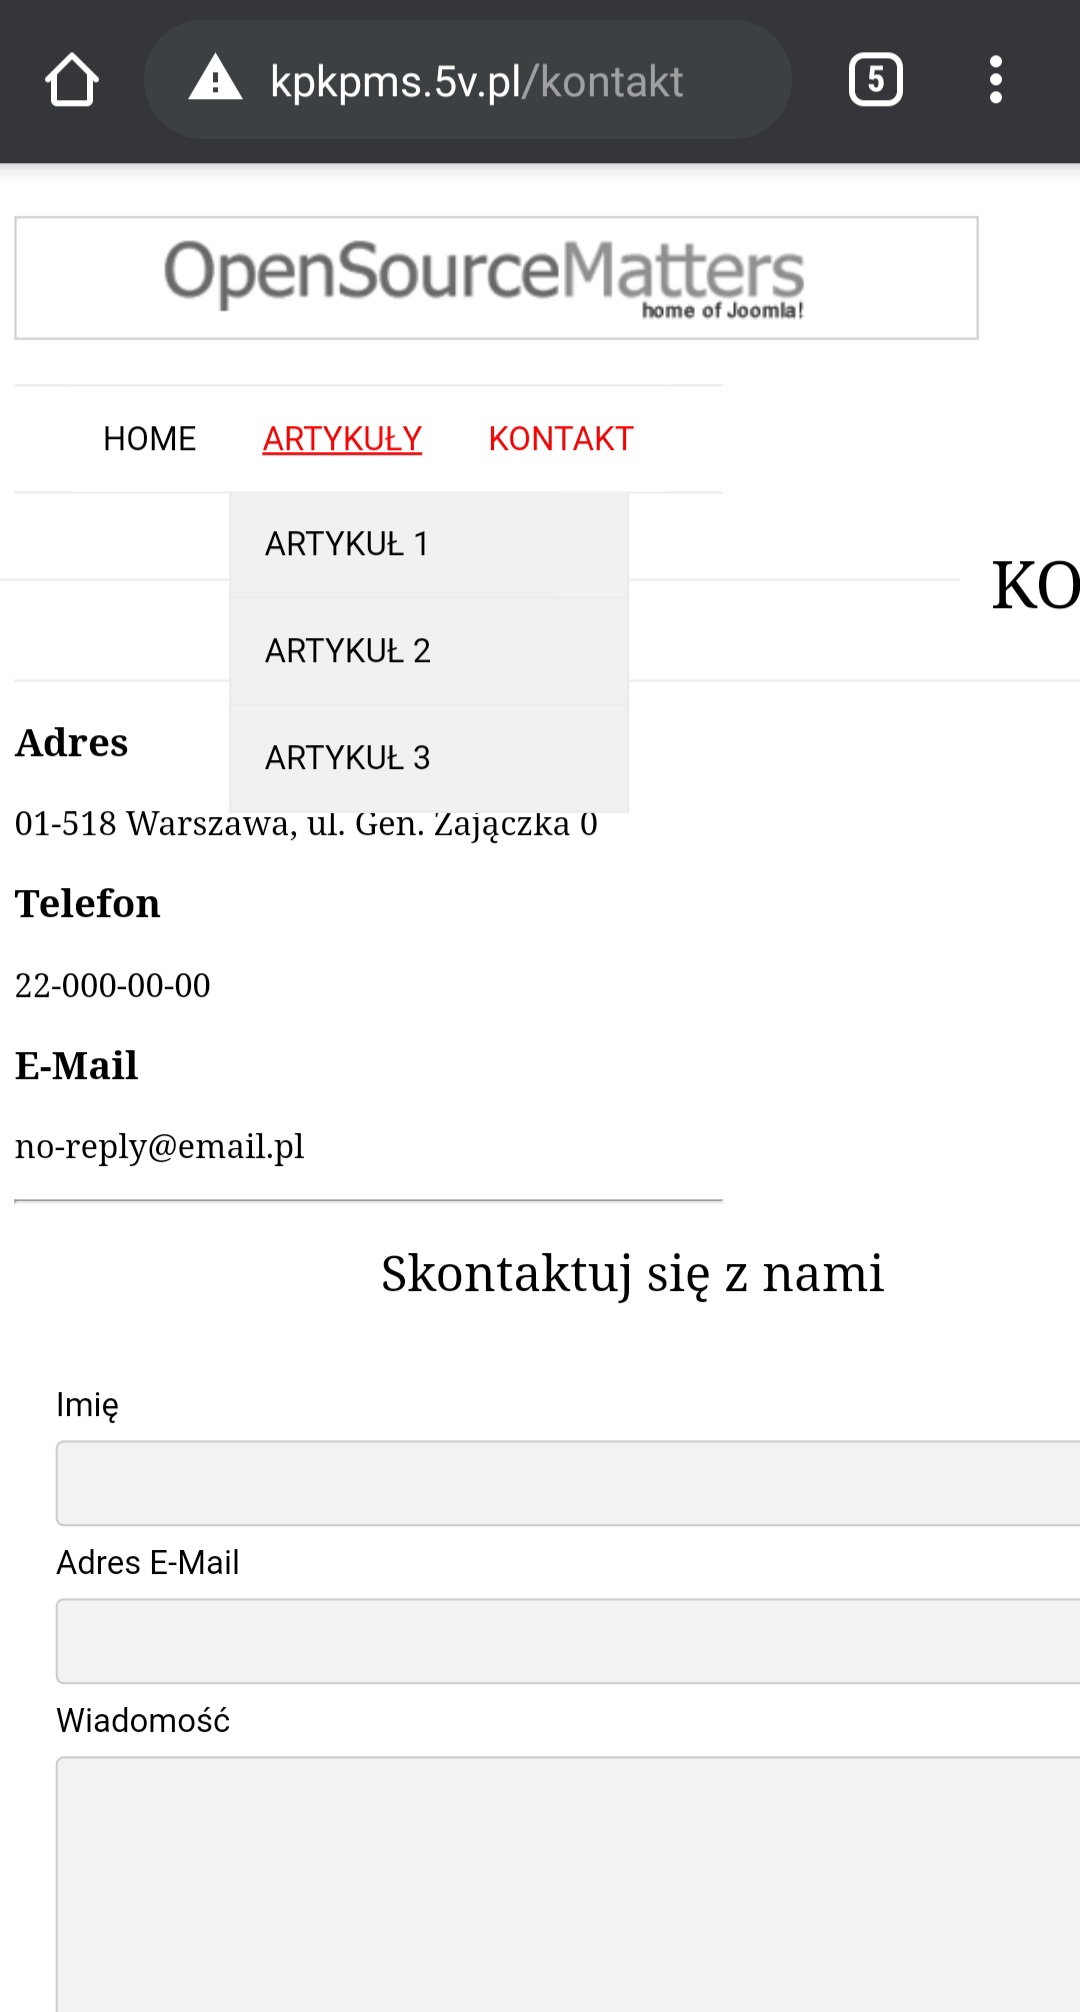 kpkpms.5v.pl/kontakt 5
OpenSourceMatters
home of Joomla!
HOME ARTYKUŁY KONTAKT
ARTYKUŁ 1
KO
ARTYKUŁ 2
ARTYKUŁ 3
Adres
01-518 Warszawa, ul. Gen. Zajączka 0
Telefon
22-000-00-00
E-Mail
no-reply@email.pl
Skontaktuj się z nami
Imię
Adres E-Mail
Wiadomość